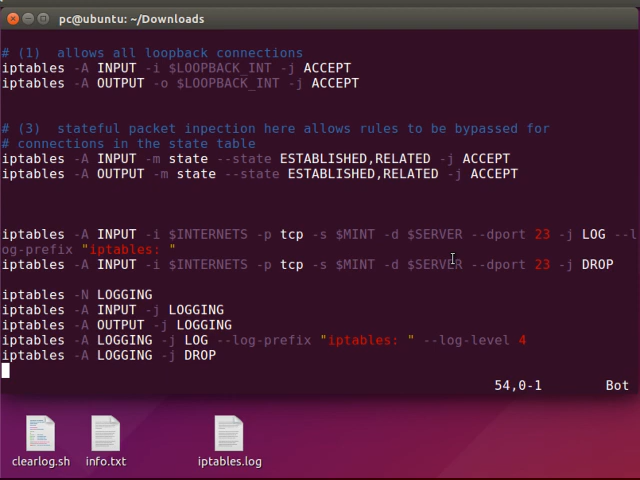 pc@ubuntu: ~/Downloads
# (1)  allows all loopback connections
iptables -A INPUT -i $LOOPBACK_INT -j ACCEPT
iptables -A OUTPUT -o $LOOPBACK_INT -j ACCEPT
# (3)  stateful packet inpection here allows rules to be bypassed for
# connections in the state table
iptables -A INPUT -m state --state ESTABLISHED,RELATED -j ACCEPT
iptables -A OUTPUT -m state --state ESTABLISHED,RELATED -j ACCEPT
iptables -A INPUT -i $INTERNETS -p tcp -s $MINT -d $SERVER --dport 23 -j LOG --l
og-prefix "iptables: "
iptables -A INPUT -i $INTERNETS -p tcp -s $MINT -d $SERVER --dport 23 -j DROP
iptables -N LOGGING
iptables -A INPUT -j LOGGING
iptables -A OUTPUT -j LOGGING
iptables -A LOGGING -j LOG --log-prefix "iptables: " --log-level 4
iptables -A LOGGING -j DROP
54,0-1 Bot
clearlog.sh info.txt iptables.log